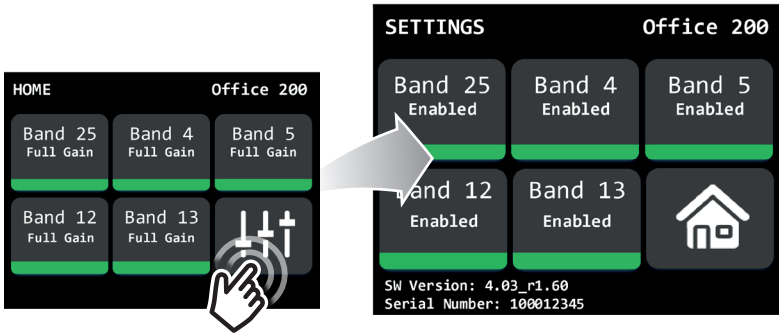 HOME Office 200
Band 25 Band 4 Band 5
Full Gain Full Gain Full Gain
Band 12 Band 13
Full Gain Full Gain
SETTINGS Office 200
Band 25 Band 4 Band 5
Enabled Enabled Enabled
Band 12 Band 13
Enabled Enabled
SW Version: 4.03_r1.60
Serial Number: 100012345